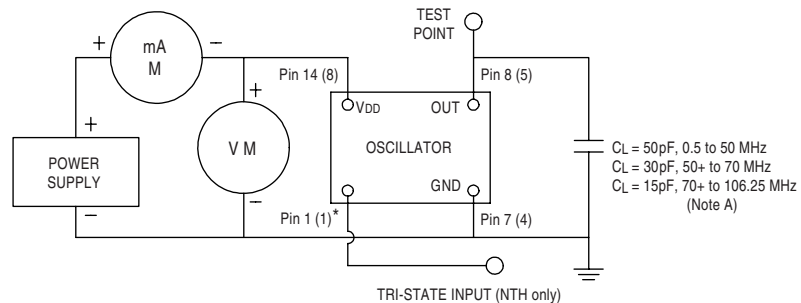 TEST
POINT
+
mA
M
−
Pin 14 (8)
Pin 8 (5)
+
VDD
OUT
+
POWER
SUPPLY
−
V M
−
OSCILLATOR
CL = 50pF, 0.5 to 50 MHz
CL = 30pF, 50+ to 70 MHz
CL = 15pF, 70+ to 106.25 MHz
(Note A)
GND
Pin 1 (1)*
Pin 7 (4)
TRI-STATE INPUT (NTH only)